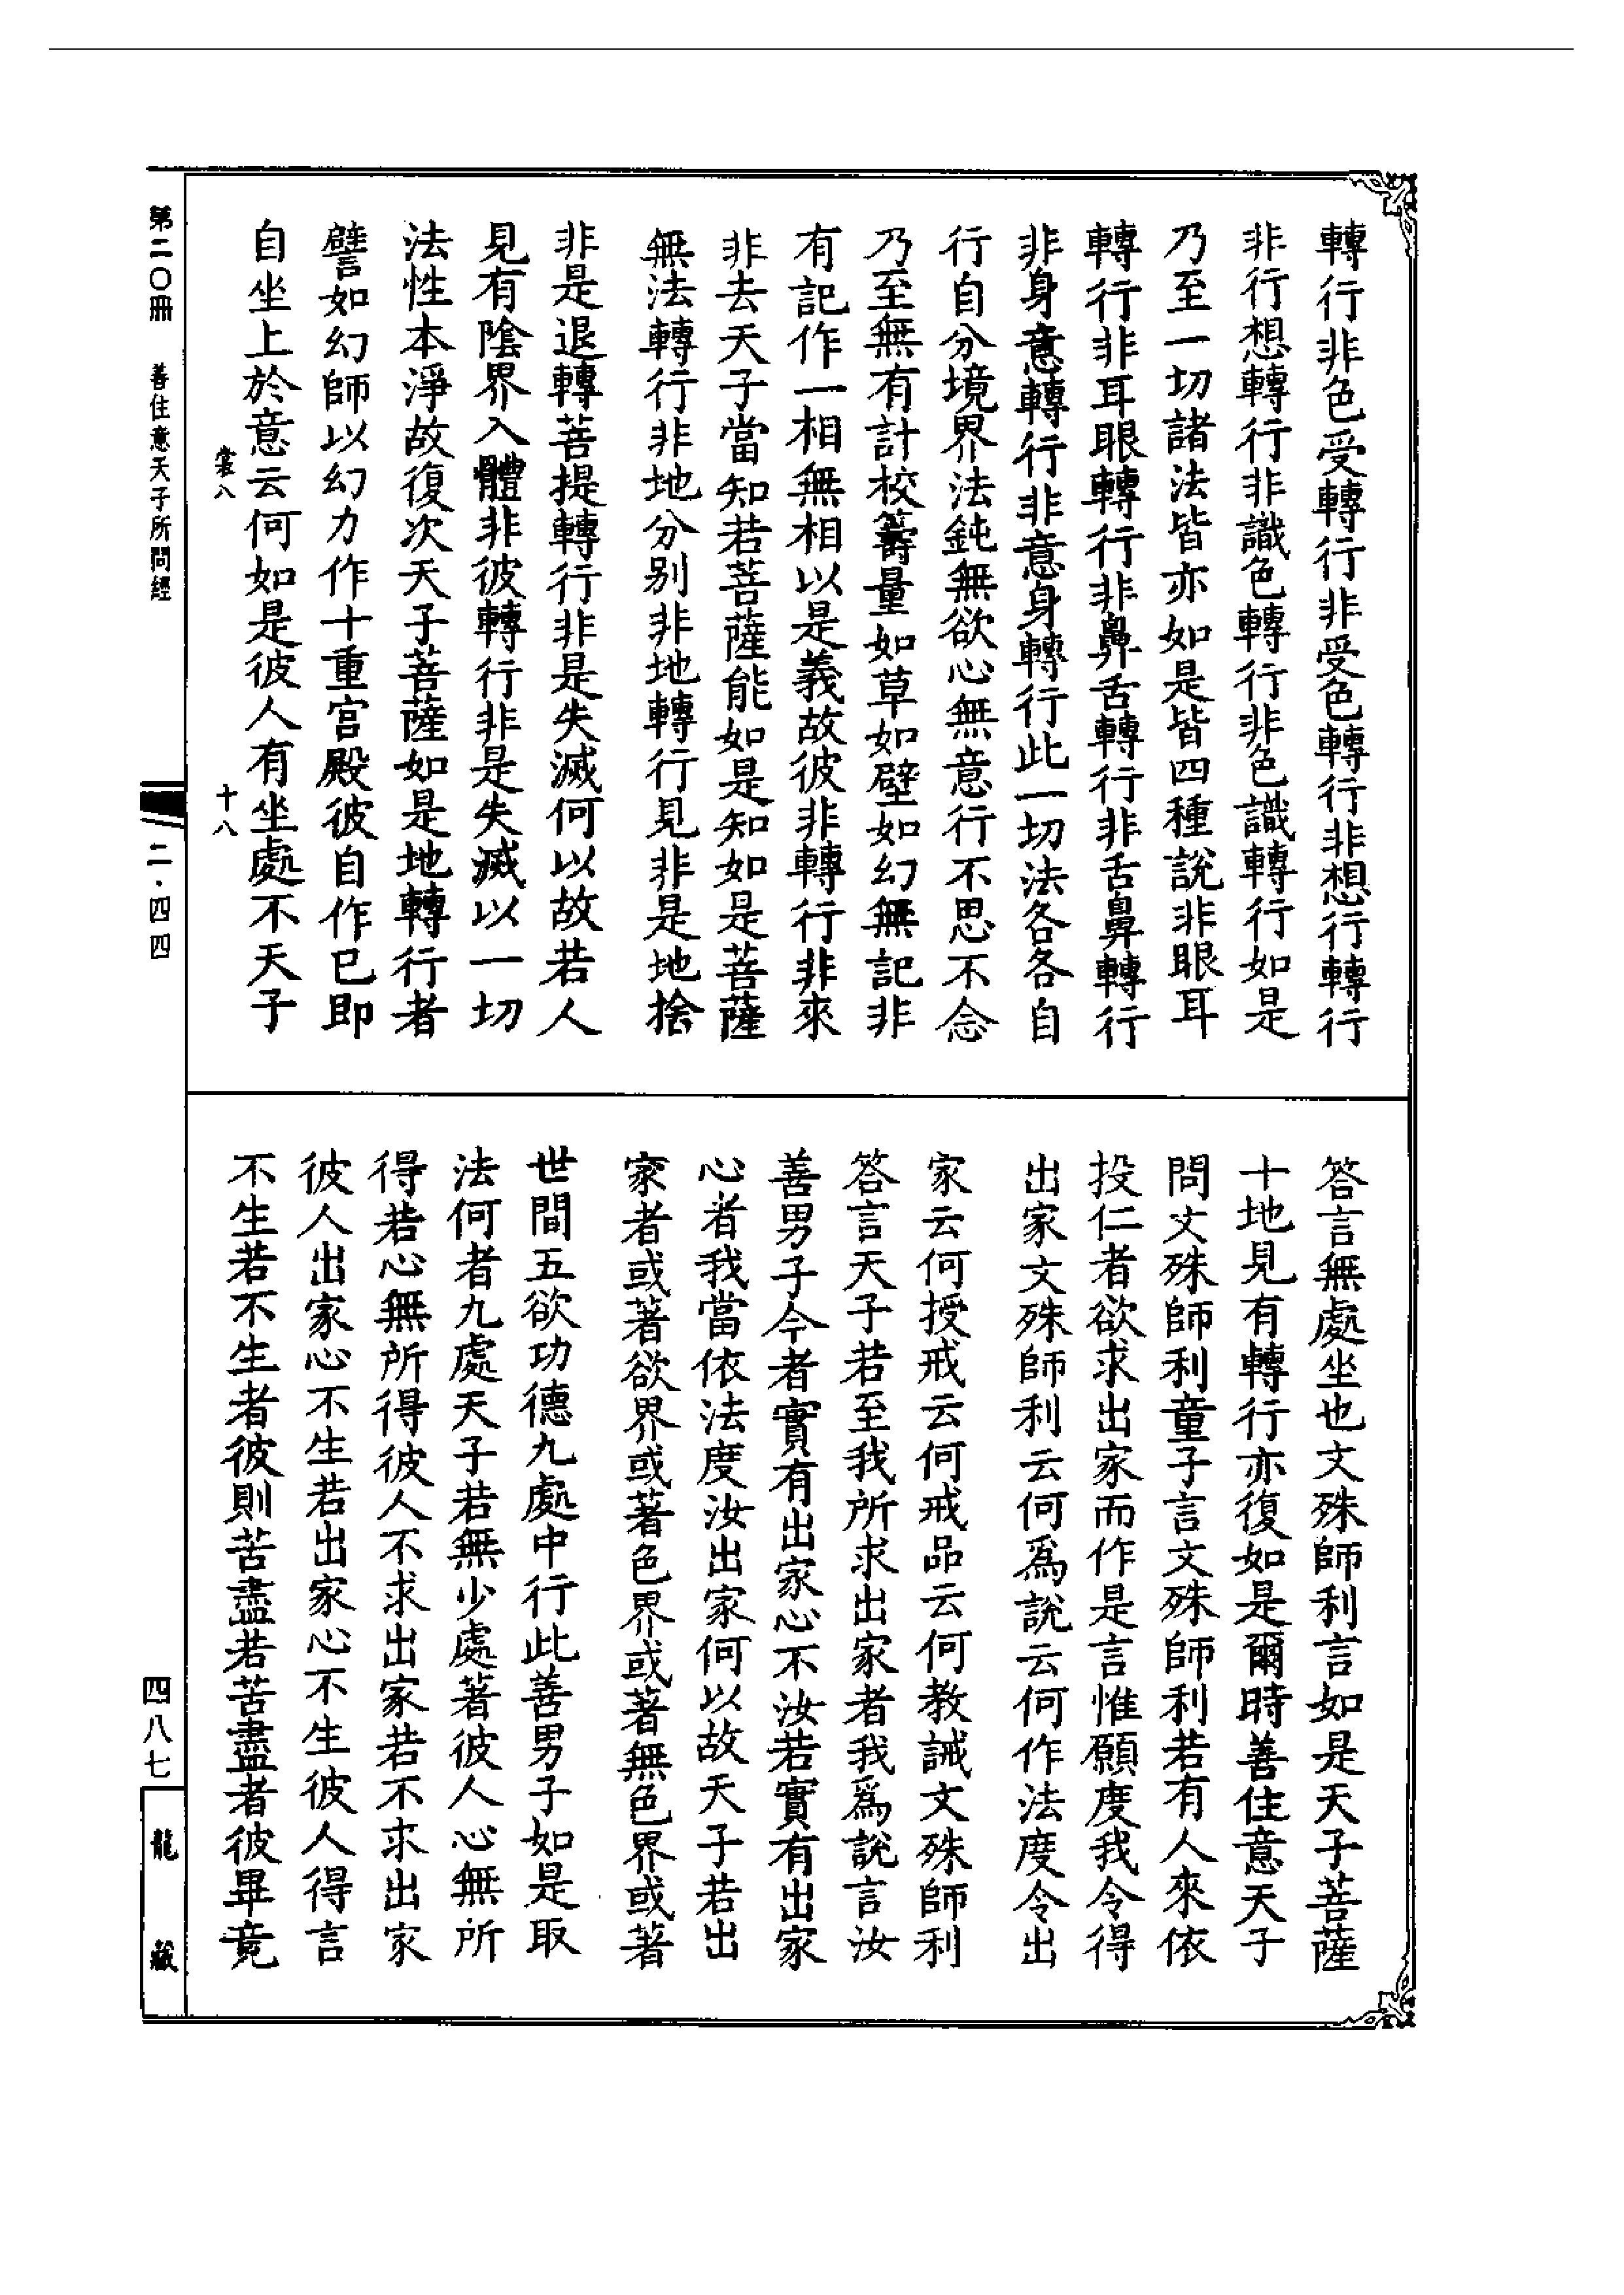 轉行非色受轉行非受色轉行非想行轉行
非行想轉行非識色轉行非色識轉行如是
乃至一切諸法皆亦如是皆四種說非眼耳
轉行非耳眼轉行非鼻舌轉行非舌鼻轉行
非身意轉行非意身轉行此一切法各各自
行自分境界法鈍無欲心無意行不思不念
乃至無有計校籌量如草如壁如幻無記非
有記作一相無相以是義故彼非轉行非來
非去天子當知若菩薩能如是知如是菩薩
無法轉行非地分別非地轉行見非是地捨
非是退轉菩提轉行非是失滅何以故若人
見有陰界入體非彼轉行非是失滅以一切
法性本淨故復次天子菩薩如是地轉行者
譬如幻師以幻力作十重宮殿彼自作已即
自坐上於意云何如是彼人有坐處不天子
答言無處坐也文殊師利言如是天子菩薩
十地見有轉行亦復如是爾時善住意天子
問文殊師利童子言文殊師利若有人來依
投仁者欲求出家而作是言惟願度我令得
出家文殊師利云何為說云何作法度令出
家云何授戒云何戒品云何教誡文殊師利
答言天子若至我所求出家者我為說言汝
善男子今者實有出家心不汝若實有出家
心者我當依法度汝出家何以故天子若出
家者或著欲界或著色界或著無色界或著
世間五欲功德九處中行此善男子如是取
法何者九處天子若無少處著彼人心無所
得若心無所得彼人不求出家若不求出家
彼人出家心不生若出家心不生彼人得言
不生若不生者彼則苦盡若苦盡者彼畢竟
裳八
十八
第二〇冊 善住意天子所問經
二·四四
四八七
龍藏